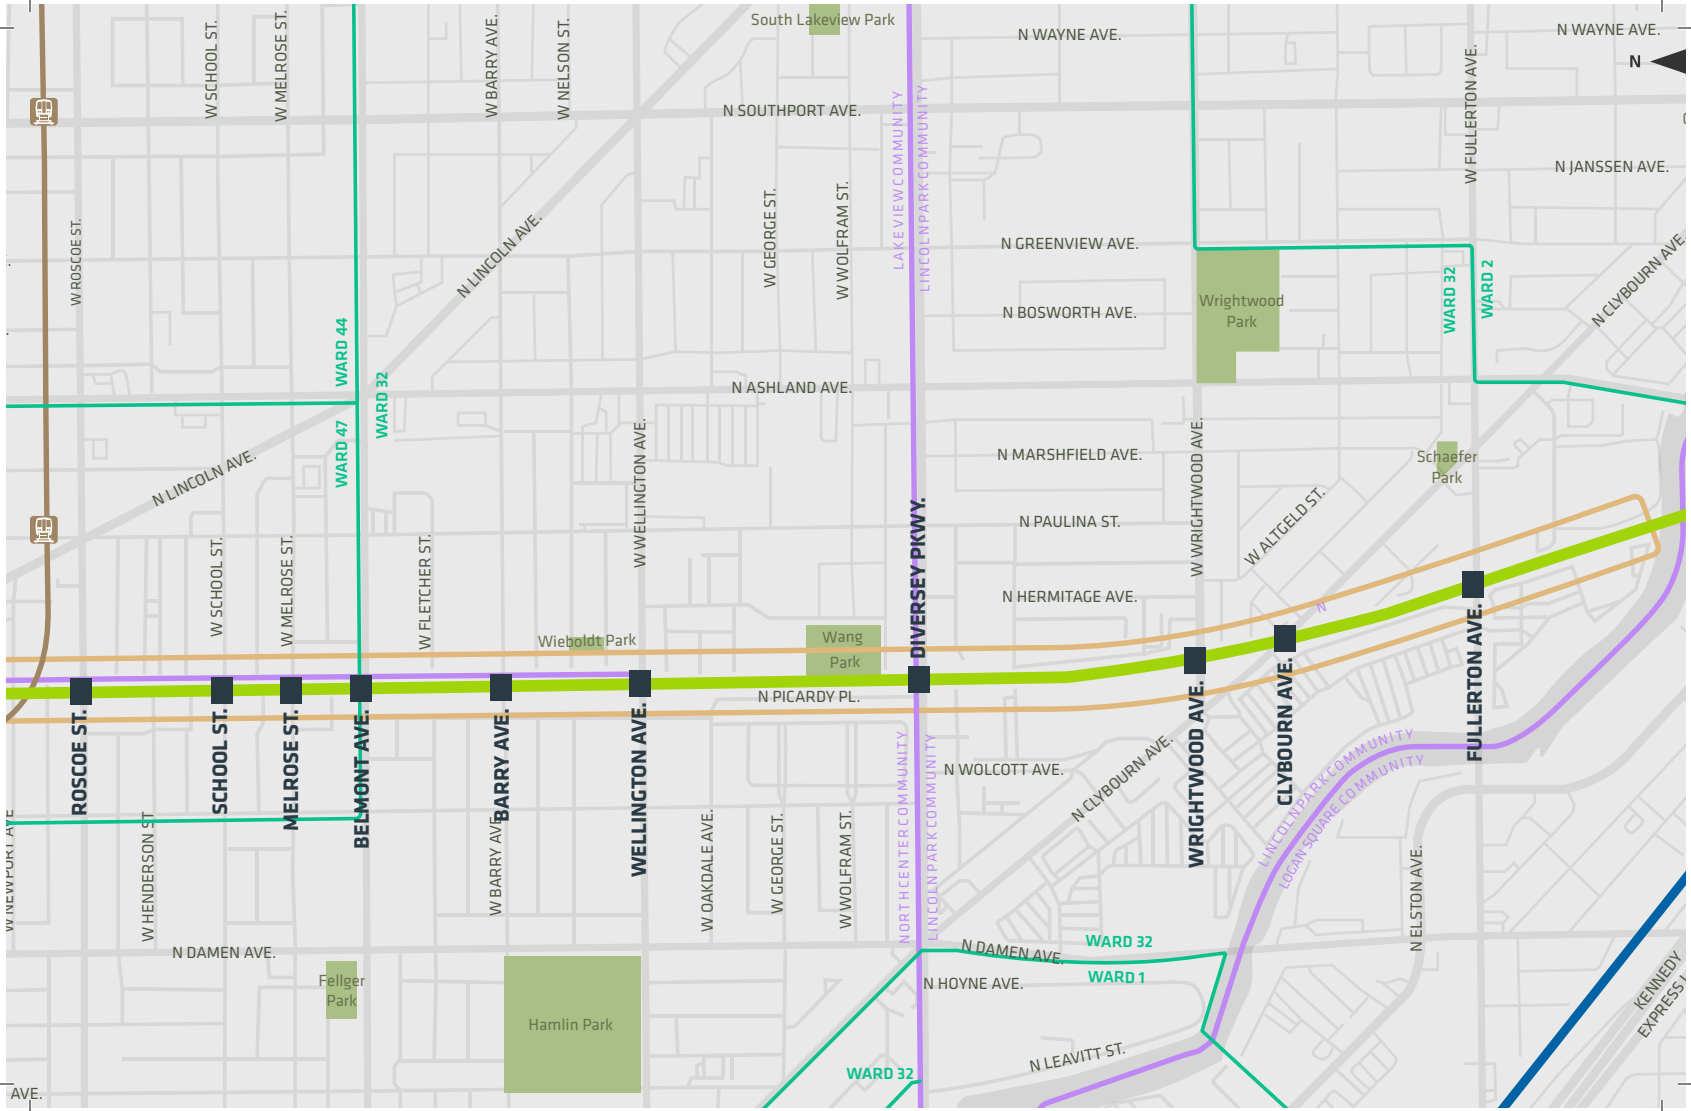 South Lakeview Park
N WAYNE AVE.
N WAYNE AVE.
N
W SCHOOL ST.
W MELROSE ST.
W BARRY AVE.
W NELSON ST.
W FULLERTON AVE.
N SOUTHPORT AVE.
LAKEVIEW COMMUNITY
LINCOLN PARK COMMUNITY
N JANSSEN AVE.
W ROSCOE ST.
N LINCOLN AVE.
W GEORGE ST.
W WOLFRAM ST.
N GREENVIEW AVE.
WARD 32
WARD 2
N CLYBOURN AVE.
Wrightwood
Park
N BOSWORTH AVE.
WARD 44
WARD 32
WARD 47
N ASHLAND AVE.
N LINCOLN AVE.
W WELLINGTON AVE.
N MARSHFIELD AVE.
W WRIGHTWOOD AVE.
Schaefer
Park
N PAULINA ST.
W ALTGELD ST.
W SCHOOL ST.
W MELROSE ST.
W FLETCHER ST.
DIVERSEY PKWY.
N HERMITAGE AVE.
N
Wieboldt Park
Wang
Park
N PICARDY PL.
ROSCOE ST.
SCHOOL ST.
MELROSE ST.
BELMONT AVE.
BARRY AVE.
WELLINGTON AVE.
WRIGHTWOOD AVE.
CLYBOURN AVE.
FULLERTON AVE.
N WOLCOTT AVE.
N CLYBOURN AVE.
LINCOLN PARK COMMUNITY
LOGAN SQUARE COMMUNITY
NORTH CENTER COMMUNITY
LINCOLN PARK COMMUNITY
W NEWPORT AVE
W HENDERSON ST
W BARRY AVE
W OAKDALE AVE.
W GEORGE ST.
W WOLFRAM ST.
N ELSTON AVE.
N DAMEN AVE.
N DAMEN AVE.
WARD 32
WARD 1
Fellger
Park
N HOYNE AVE.
Hamlin Park
KENNEDY
N LEAVITT ST.
WARD 32
AVE.